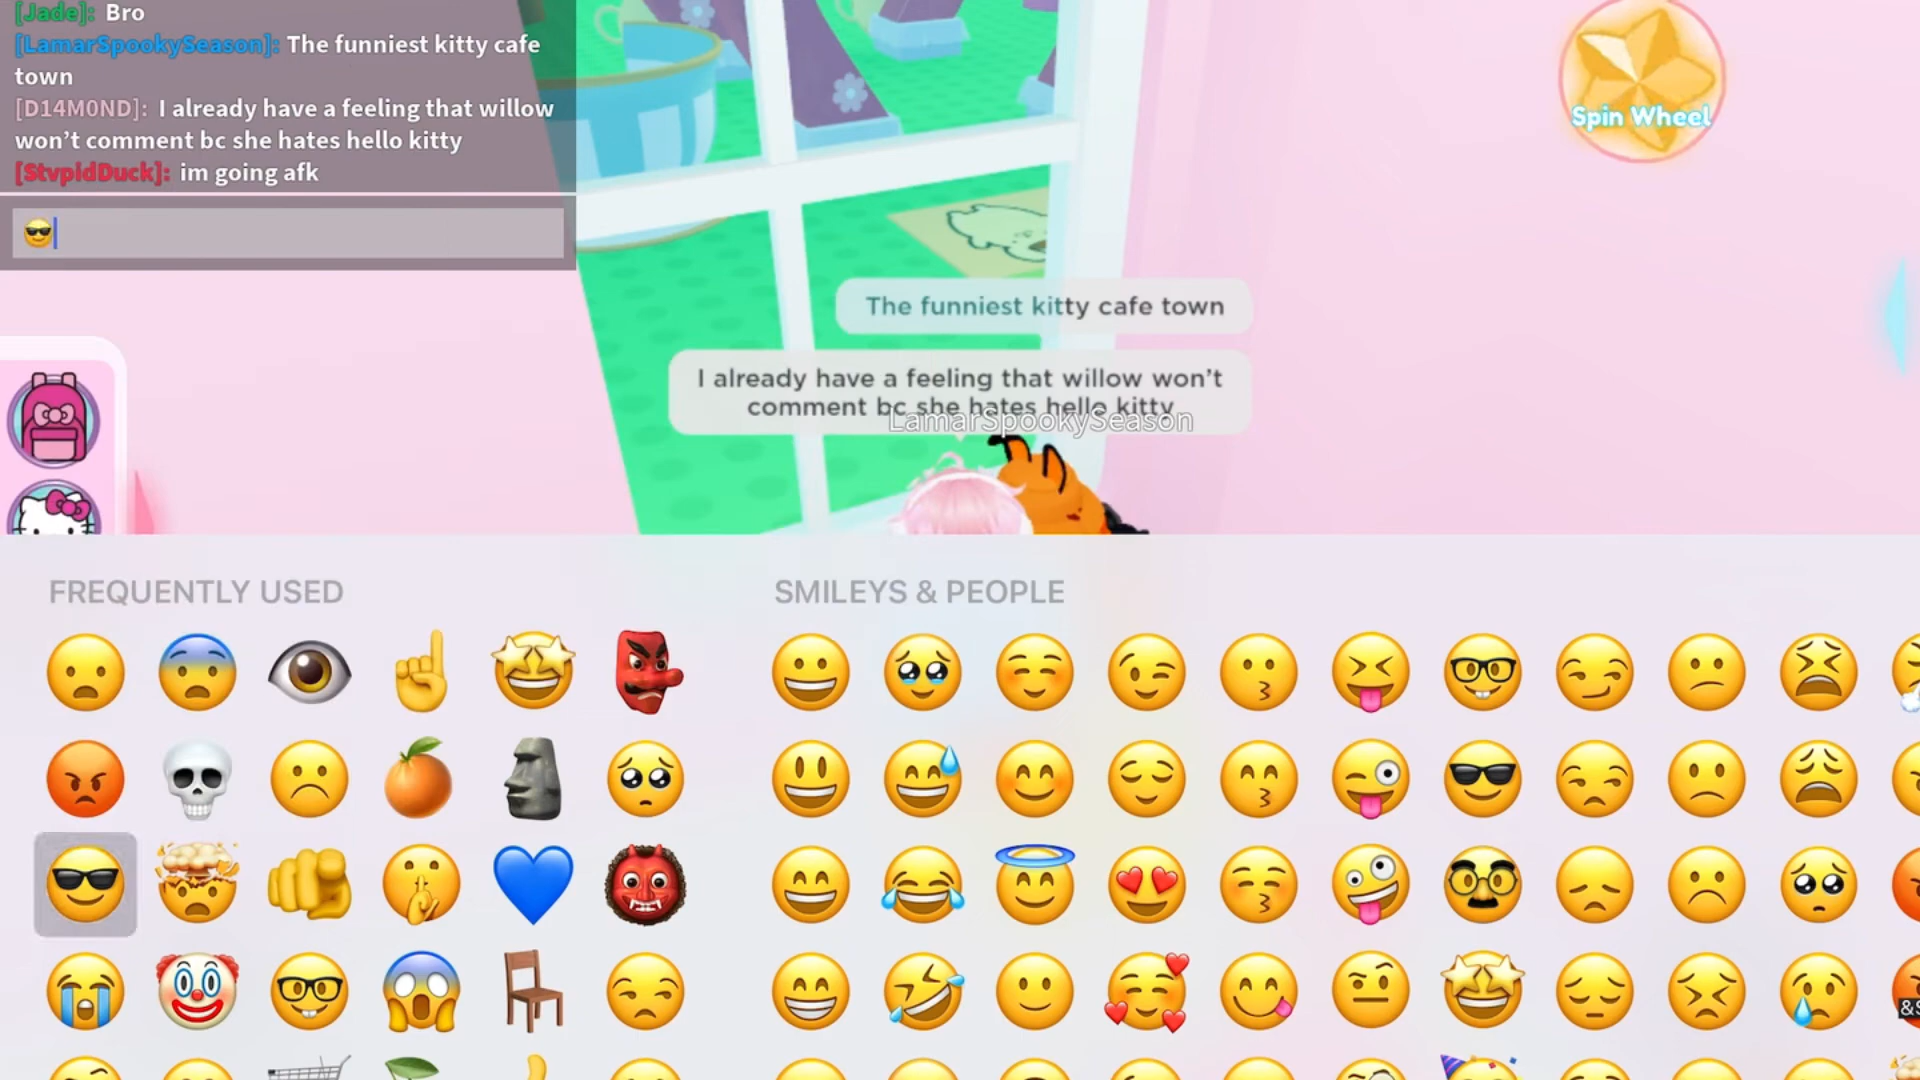 [Jade]: Bro
[LamarSpookySeason]: The funniest kitty cafe
town
[D14M0ND]: I already have a feeling that willow
won’t comment bc she hates hello kitty
[StvpidDuck]: im going afk
😎
Spin Wheel
The funniest kitty cafe town
I already have a feeling that willow won’t
comment bc she hates hello kitty
LamarSpookySeason
FREQUENTLY USED
SMILEYS & PEOPLE